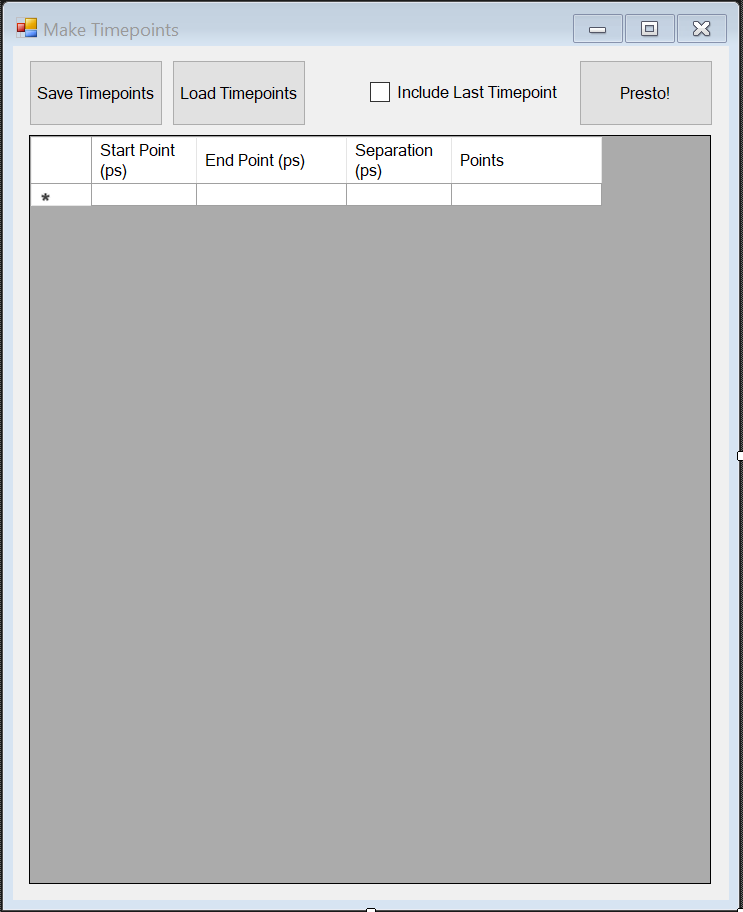 Make Timepoints
Save Timepoints
Load Timepoints
Include Last Timepoint
Presto!
Start Point
(ps)
End Point (ps)
Separation
(ps)
Points
*